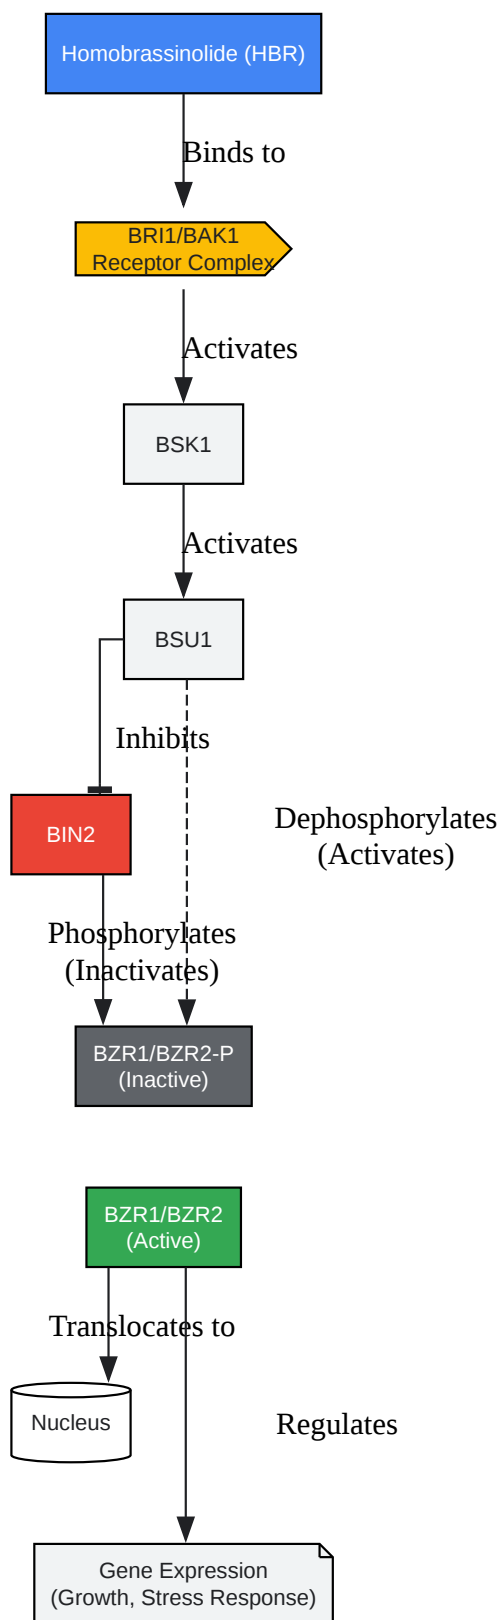 Homobrassinolide (HBR)
Binds to
BRI1/BAK1
Receptor Complex
Activates
BSK1
Activates
BSU1
Inhibits
BIN2
Dephosphorylates
(Activates)
Phosphorylates
(Inactivates)
BZR1/BZR2-P
(Inactive)
BZR1/BZR2
(Active)
Translocates to
Nucleus
Regulates
Gene Expression
(Growth, Stress Response)